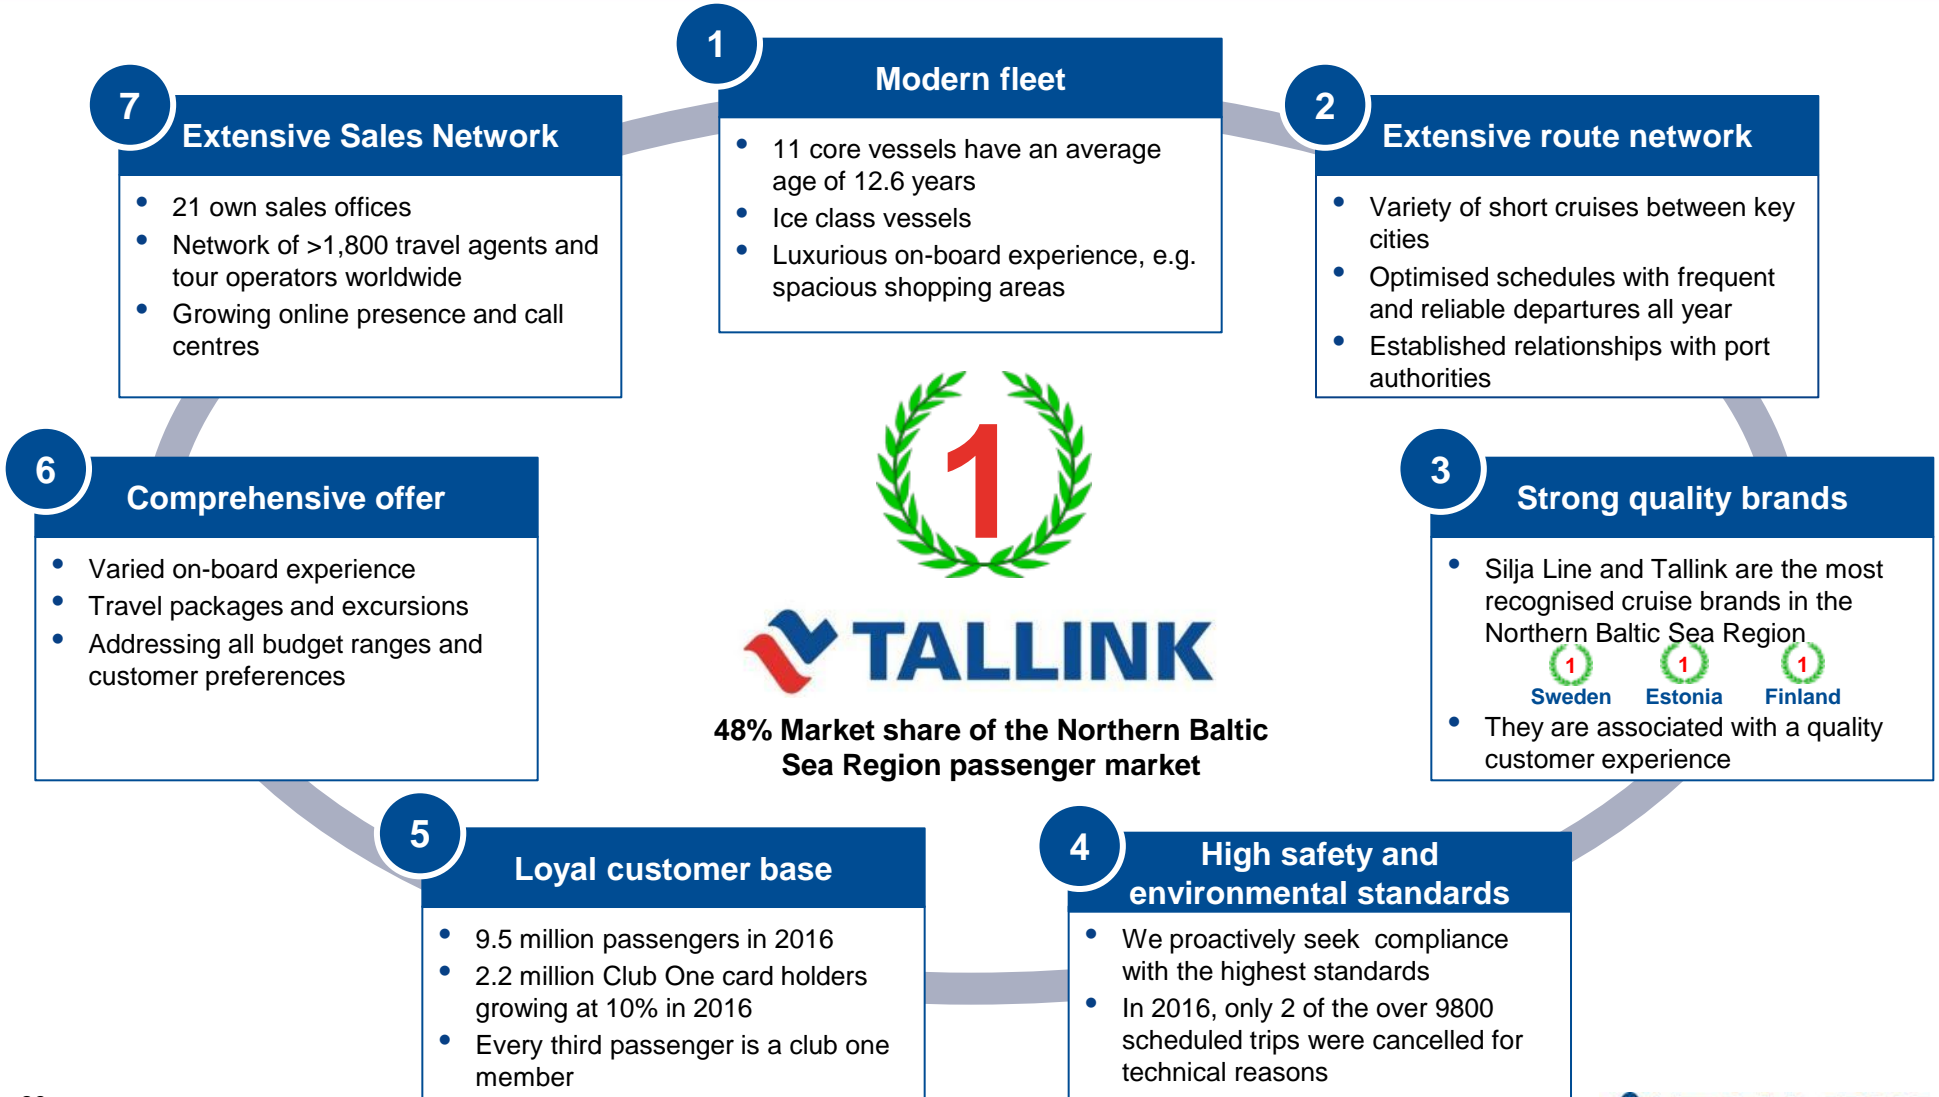 1
Modern fleet
• 11 core vessels have an average
age of 12.6 years
• Ice class vessels
• Luxurious on-board experience, e.g.
spacious shopping areas
2
Extensive route network
• Variety of short cruises between key
cities
• Optimised schedules with frequent
and reliable departures all year
• Established relationships with port
authorities
3
Strong quality brands
• Silja Line and Tallink are the most
recognised cruise brands in the
Northern Baltic Sea Region
1 1 1
Sweden Estonia Finland
• They are associated with a quality
customer experience
4
High safety and
environmental standards
• We proactively seek compliance
with the highest standards
• In 2016, only 2 of the over 9800
scheduled trips were cancelled for
technical reasons
5
Loyal customer base
• 9.5 million passengers in 2016
• 2.2 million Club One card holders
growing at 10% in 2016
• Every third passenger is a club one
member
6
Comprehensive offer
• Varied on-board experience
• Travel packages and excursions
• Addressing all budget ranges and
customer preferences
7
Extensive Sales Network
• 21 own sales offices
• Network of >1,800 travel agents and
tour operators worldwide
• Growing online presence and call
centres
1
TALLINK
48% Market share of the Northern Baltic
Sea Region passenger market